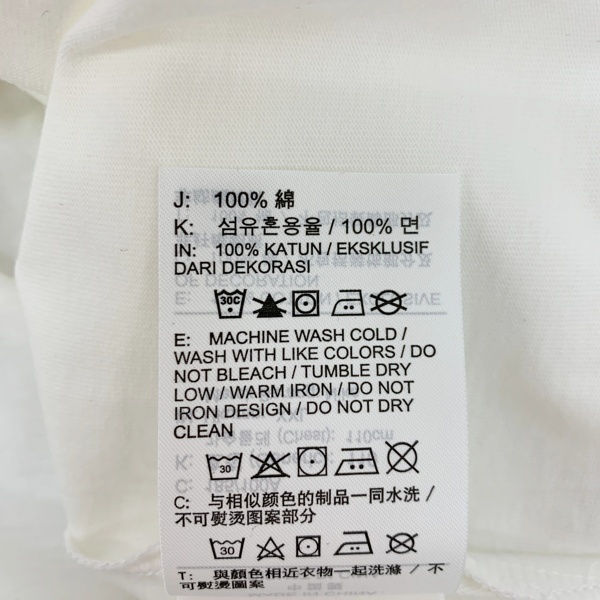 J: 100% 綿
K: 섬유혼용율 / 100% 면
IN: 100% KATUN / EKSKLUSIF
DARI DEKORASI
30C
E: MACHINE WASH COLD /
WASH WITH LIKE COLORS / DO
NOT BLEACH / TUMBLE DRY
LOW / WARM IRON / DO NOT
IRON DESIGN / DO NOT DRY
CLEAN
30
C: 与相似颜色的制品一同水洗 /
不可熨烫图案部分
30
T: 與顏色相近衣物一起洗滌 / 不
可熨燙圖案